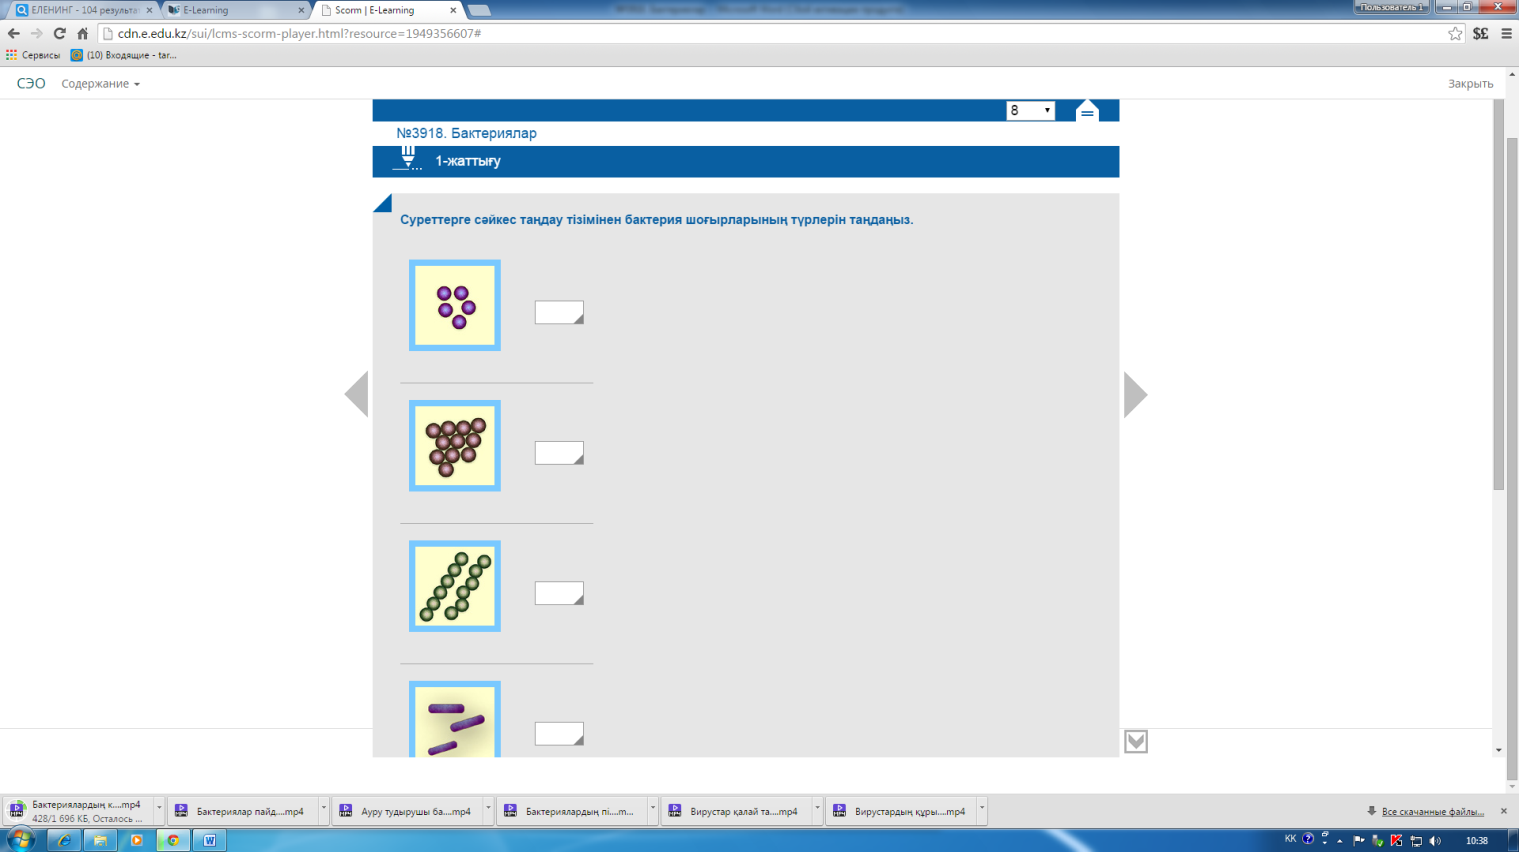 ЕЛЕНИНГ - 104 результа
E-Learning
Scorm | E-Learning
Пользователь 1
cdn.e.edu.kz/sui/lcms-scorm-player.html?resource=1949356607#
Сервисы
(10) Входящие - tar...
СЭО
Содержание
Закрыть
8
№3918. Бактериялар
1-жаттығу
Суреттерге сәйкес таңдау тізімінен бактерия шоғырларының түрлерін таңдаңыз.
Бактериялардың к....mp4
428/1 696 КБ, Осталось ...
Бактериялар пайд....mp4
Ауру тудырушы ба....mp4
Бактериялардың пі....m...
Вирустар қалай та....mp4
Вирустардың құры....mp4
Все скачанные файлы...
KK
10:38